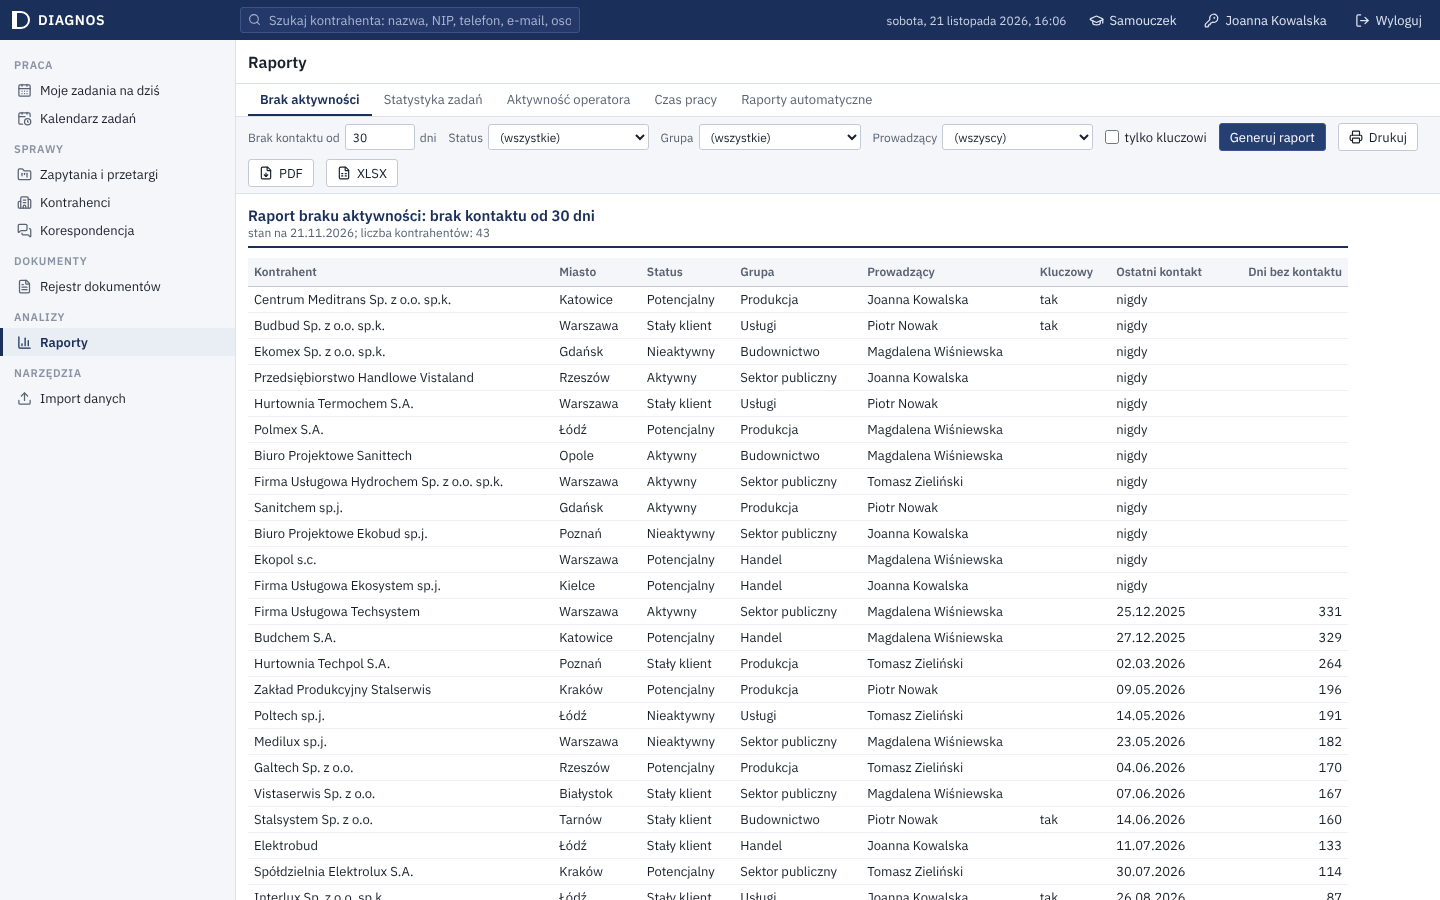 DIAGNOS
Szukaj kontrahenta: nazwa, NIP, telefon, e-mail, oso
sobota, 21 listopada 2026, 16:06
Samouczek
Joanna Kowalska
Wyloguj
PRACA
Moje zadania na dziś
Kalendarz zadań
SPRAWY
Zapytania i przetargi
Kontrahenci
Korespondencja
DOKUMENTY
Rejestr dokumentów
ANALIZY
Raporty
NARZĘDZIA
Import danych
Raporty
Brak aktywności Statystyka zadań Aktywność operatora Czas pracy Raporty automatyczne
Brak kontaktu od 30 dni Status (wszystkie) Grupa (wszystkie) Prowadzący (wszyscy) tylko kluczowi Generuj raport Drukuj
PDF XLSX
Raport braku aktywności: brak kontaktu od 30 dni
stan na 21.11.2026; liczba kontrahentów: 43
Kontrahent Miasto Status Grupa Prowadzący Kluczowy Ostatni kontakt Dni bez kontaktu
Centrum Meditrans Sp. z o.o. sp.k. Katowice Potencjalny Produkcja Joanna Kowalska tak nigdy
Budbud Sp. z o.o. sp.k. Warszawa Stały klient Usługi Piotr Nowak tak nigdy
Ekomex Sp. z o.o. sp.k. Gdańsk Nieaktywny Budownictwo Magdalena Wiśniewska nigdy
Przedsiębiorstwo Handlowe Vistaland Rzeszów Aktywny Sektor publiczny Joanna Kowalska nigdy
Hurtownia Termochem S.A. Warszawa Stały klient Usługi Piotr Nowak nigdy
Polmex S.A. Łódź Potencjalny Produkcja Magdalena Wiśniewska nigdy
Biuro Projektowe Sanittech Opole Aktywny Budownictwo Magdalena Wiśniewska nigdy
Firma Usługowa Hydrochem Sp. z o.o. sp.k. Warszawa Aktywny Sektor publiczny Tomasz Zieliński nigdy
Sanitchem sp.j. Gdańsk Aktywny Produkcja Piotr Nowak nigdy
Biuro Projektowe Ekobud sp.j. Poznań Nieaktywny Sektor publiczny Joanna Kowalska nigdy
Ekopol s.c. Warszawa Potencjalny Handel Magdalena Wiśniewska nigdy
Firma Usługowa Ekosystem sp.j. Kielce Potencjalny Handel Joanna Kowalska nigdy
Firma Usługowa Techsystem Warszawa Aktywny Sektor publiczny Magdalena Wiśniewska 25.12.2025 331
Budchem S.A. Katowice Potencjalny Handel Magdalena Wiśniewska 27.12.2025 329
Hurtownia Techpol S.A. Poznań Stały klient Produkcja Tomasz Zieliński 02.03.2026 264
Zakład Produkcyjny Stalserwis Kraków Potencjalny Produkcja Piotr Nowak 09.05.2026 196
Poltech sp.j. Łódź Nieaktywny Usługi Tomasz Zieliński 14.05.2026 191
Medilux sp.j. Warszawa Nieaktywny Sektor publiczny Magdalena Wiśniewska 23.05.2026 182
Galtech Sp. z o.o. Rzeszów Potencjalny Produkcja Tomasz Zieliński 04.06.2026 170
Vistaserwis Sp. z o.o. Białystok Stały klient Sektor publiczny Magdalena Wiśniewska 07.06.2026 167
Stalsystem Sp. z o.o. Tarnów Stały klient Budownictwo Piotr Nowak tak 14.06.2026 160
Elektrobud Łódź Stały klient Handel Joanna Kowalska 11.07.2026 133
Spółdzielnia Elektrolux S.A. Kraków Potencjalny Sektor publiczny Tomasz Zieliński 30.07.2026 114
Interlux Sp. z o.o. sp.k. Łódź Stały klient Usługi Joanna Kowalska tak 26.08.2026 87